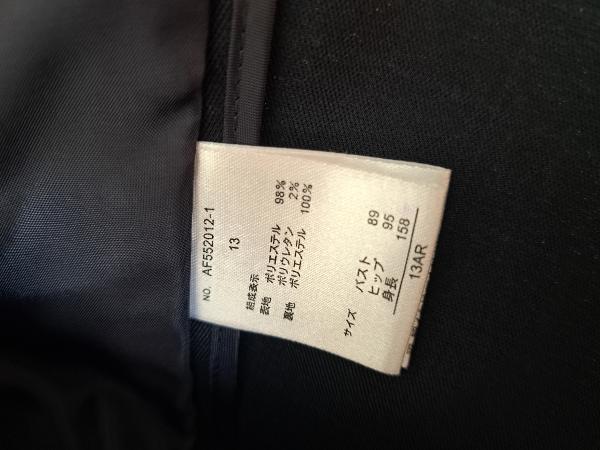 NO. AF552012-1
13
組成表示
表地 ポリエステル 98%
ポリウレタン 2%
裏地 ポリエステル 100%
サイズ
バスト 89
ヒップ 95
身長 158
13AR